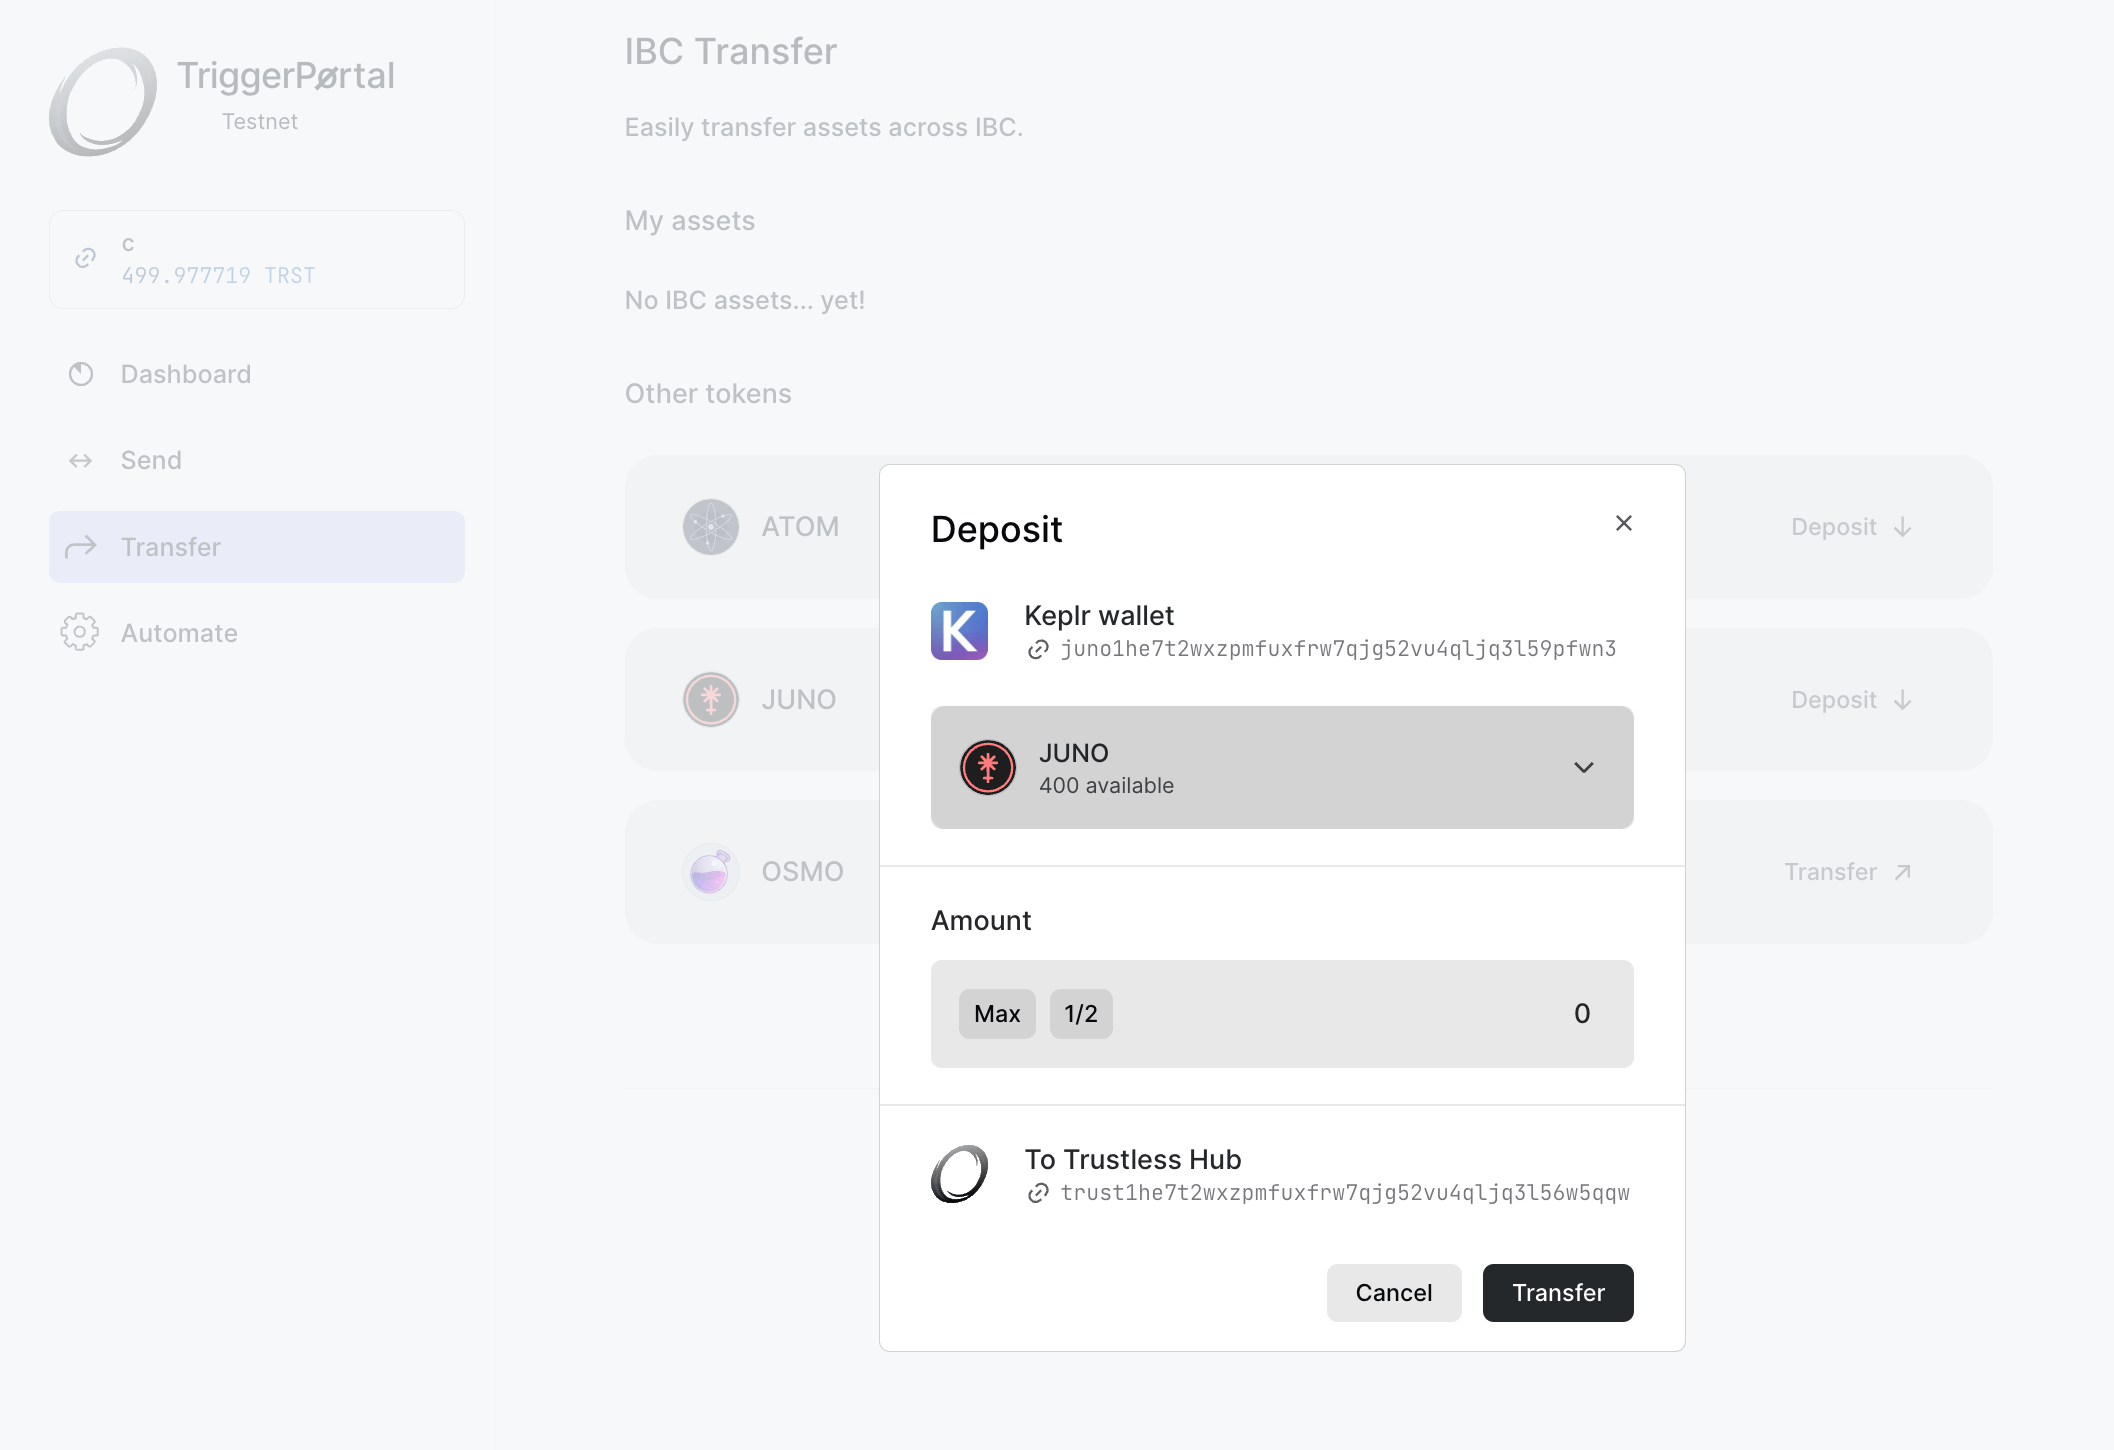 TriggerPørtal
Testnet
c
499.977719 TRST
Dashboard
Send
Transfer
Automate
IBC Transfer
Easily transfer assets across IBC.
My assets
No IBC assets... yet!
Other tokens
ATOM
Deposit
JUNO
Deposit
OSMO
Transfer
Deposit
K
Keplr wallet
juno1he7t2wxzpmfuxfrw7qjg52vu4qljq3l59pfwn3
JUNO
400 available
Amount
Max 1/2 0
To Trustless Hub
trust1he7t2wxzpmfuxfrw7qjg52vu4qljq3l56w5qqw
Cancel Transfer